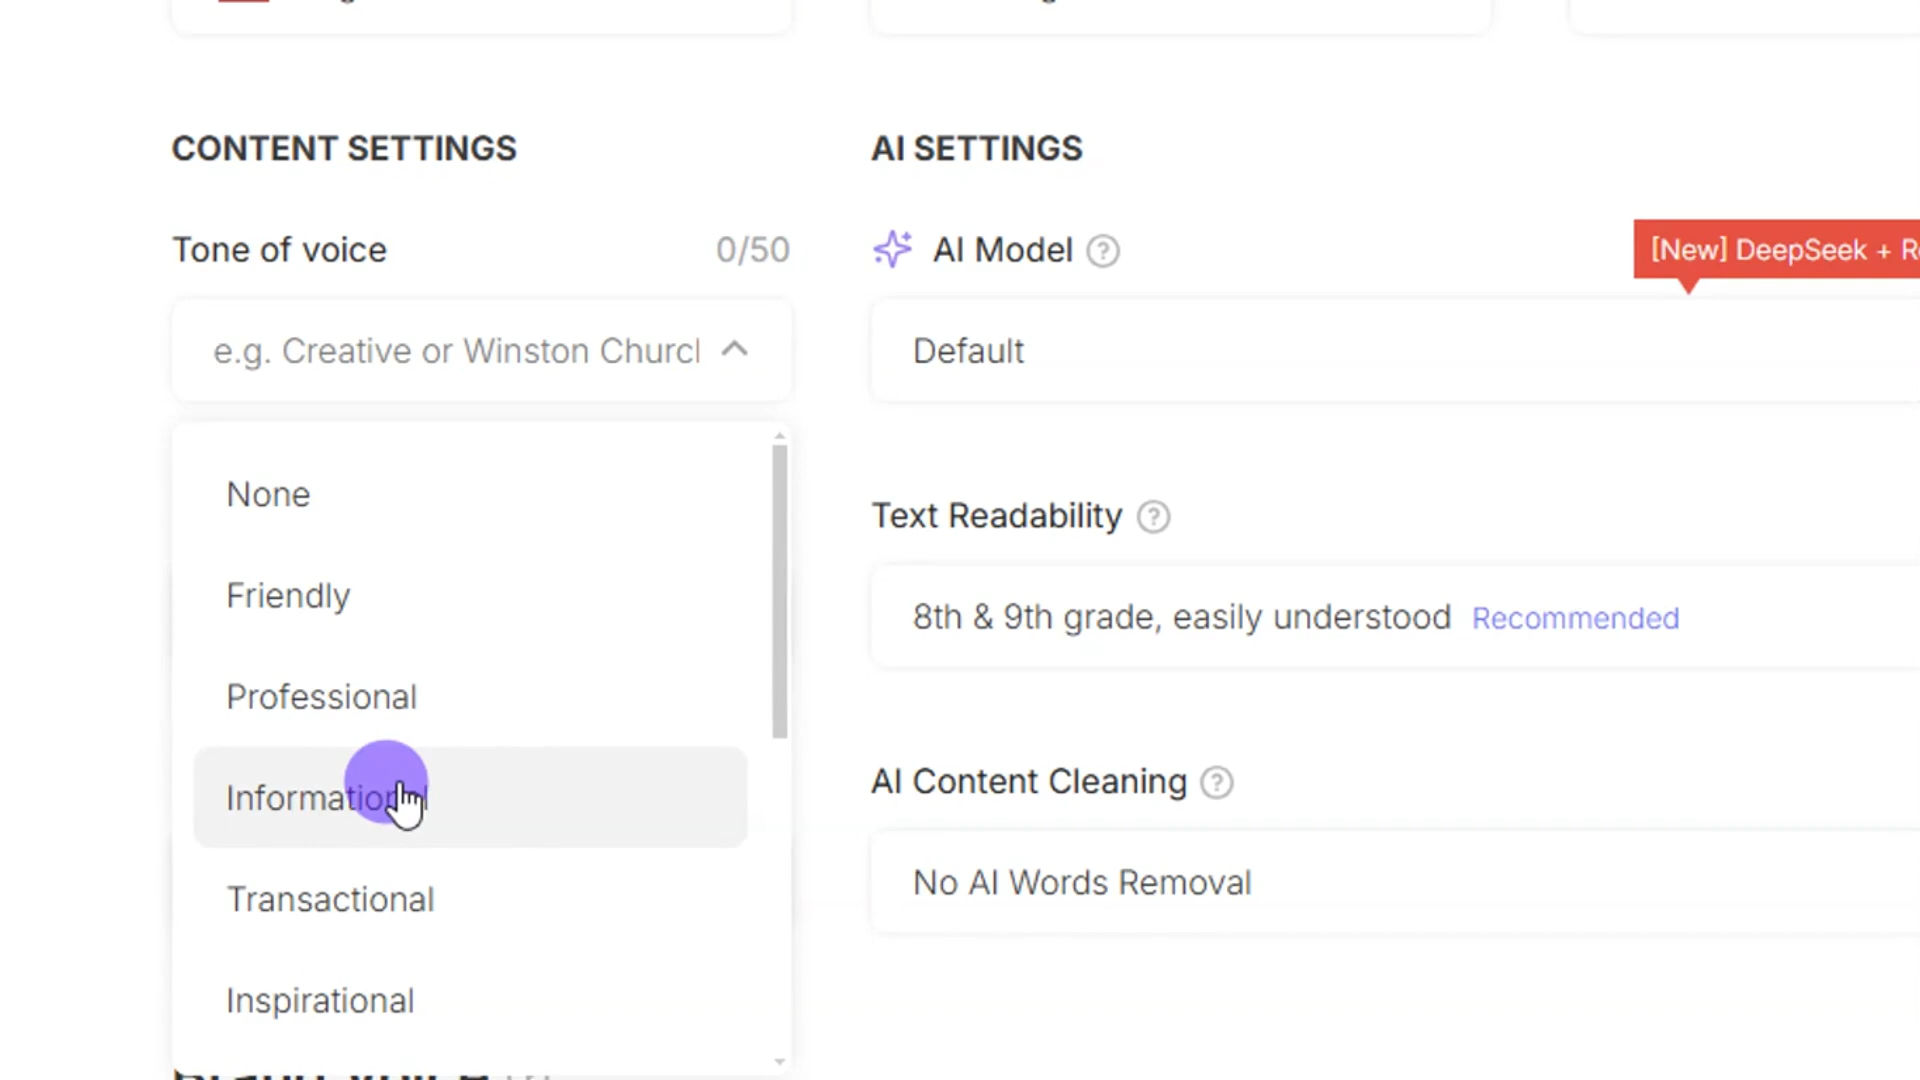 CONTENT SETTINGS
Tone of voice 0/50
e.g. Creative or Winston Churcl
None
Friendly
Professional
Informational
Transactional
Inspirational
AI SETTINGS
AI Model
[New] DeepSeek +
Default
Text Readability
8th & 9th grade, easily understood Recommended
AI Content Cleaning
No AI Words Removal